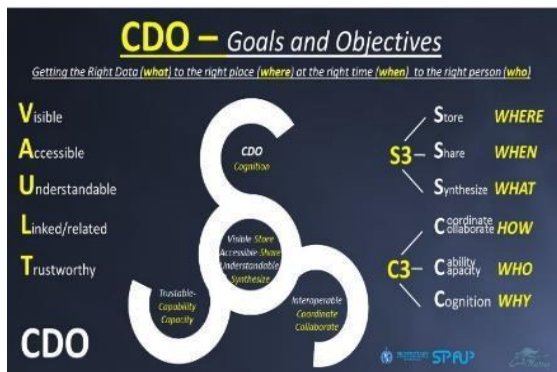 CDO – Goals and Objectives
Getting the Right Data (what) to the right place (where) at the right time (when) to the right person (who)
Visible
Accessible
Understandable
Linked/related
Trustworthy
CDO
CDO
Cognition
Visible Store
Accessible Share
Understandable
Synthesize
Trustable-
Capability
Capacity
Interoperable
Coordinate
Collaborate
S3
Store WHERE
Share WHEN
Synthesize WHAT
C3
Coordinate
Collaborate HOW
Cability
Capacity WHO
Cognition WHY